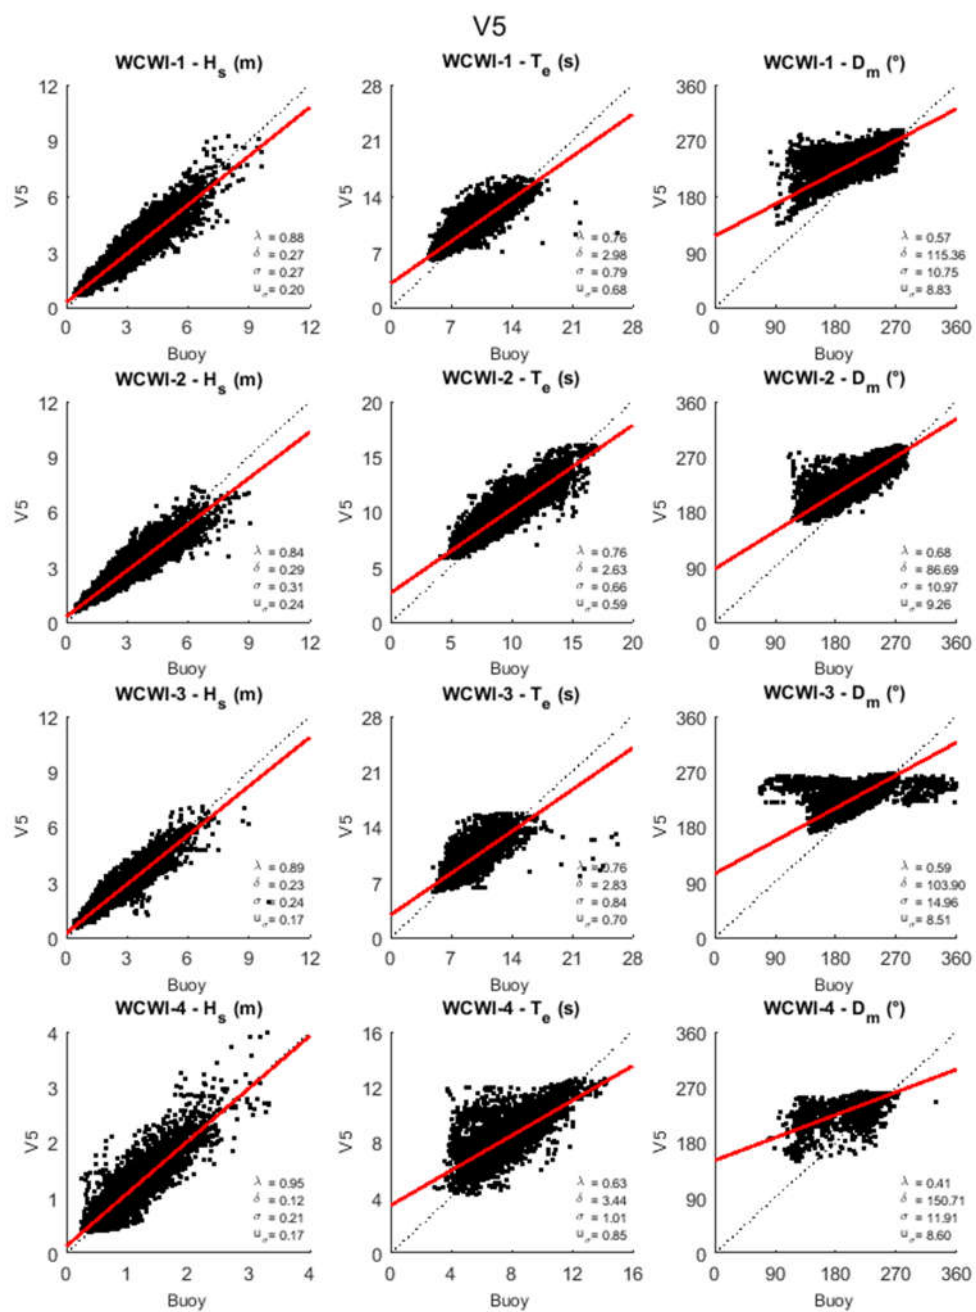 V5
WCWI-1 - Hs (m)
12
9
6
3
0
V5
λ = 0.88
δ = 0.27
σ = 0.27
uσ = 0.20
0 3 6 9 12
Buoy
WCWI-1 - Te (s)
28
21
14
7
0
V5
λ = 0.76
δ = 2.98
σ = 0.79
uσ = 0.68
0 7 14 21 28
Buoy
WCWI-1 - Dm (°)
360
270
180
90
0
V5
λ = 0.57
δ = 115.36
σ = 10.75
uσ = 8.83
0 90 180 270 360
Buoy
WCWI-2 - Hs (m)
12
9
6
3
0
V5
λ = 0.84
δ = 0.29
σ = 0.31
uσ = 0.24
0 3 6 9 12
Buoy
WCWI-2 - Te (s)
20
15
10
5
0
V5
λ = 0.76
δ = 2.63
σ = 0.66
uσ = 0.59
0 5 10 15 20
Buoy
WCWI-2 - Dm (°)
360
270
180
90
0
V5
λ = 0.68
δ = 86.69
σ = 10.97
uσ = 9.26
0 90 180 270 360
Buoy
WCWI-3 - Hs (m)
12
9
6
3
0
V5
λ = 0.89
δ = 0.23
σ = 0.24
uσ = 0.17
0 3 6 9 12
Buoy
WCWI-3 - Te (s)
28
21
14
7
0
V5
λ = 0.76
δ = 2.83
σ = 0.84
uσ = 0.70
0 7 14 21 28
Buoy
WCWI-3 - Dm (°)
360
270
180
90
0
V5
λ = 0.59
δ = 103.90
σ = 14.96
uσ = 8.51
0 90 180 270 360
Buoy
WCWI-4 - Hs (m)
4
3
2
1
0
V5
λ = 0.95
δ = 0.12
σ = 0.21
uσ = 0.17
0 1 2 3 4
Buoy
WCWI-4 - Te (s)
16
12
8
4
0
V5
λ = 0.63
δ = 3.44
σ = 1.01
uσ = 0.85
0 4 8 12 16
Buoy
WCWI-4 - Dm (°)
360
270
180
90
0
V5
λ = 0.41
δ = 150.71
σ = 11.91
uσ = 8.60
0 90 180 270 360
Buoy